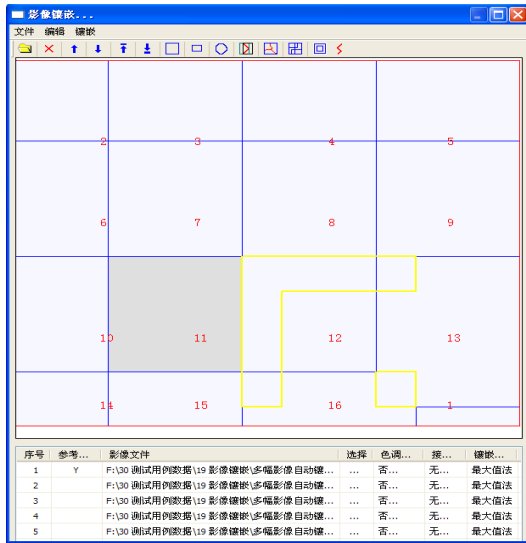 影像镶嵌...
文件 编辑 镶嵌
2 3 4 5
6 7 8 9
10 11 12 13
14 15 16 1
序号 参考... 影像文件 选择 色调... 接... 镶嵌...
1 Y F:\30 测试用例数据\19 影像镶嵌\多幅影像自动镶... ... 否... 无... 最大值法
2 F:\30 测试用例数据\19 影像镶嵌\多幅影像自动镶... ... 否... 无... 最大值法
3 F:\30 测试用例数据\19 影像镶嵌\多幅影像自动镶... ... 否... 无... 最大值法
4 F:\30 测试用例数据\19 影像镶嵌\多幅影像自动镶... ... 否... 无... 最大值法
5 F:\30 测试用例数据\19 影像镶嵌\多幅影像自动镶... ... 否... 无... 最大值法